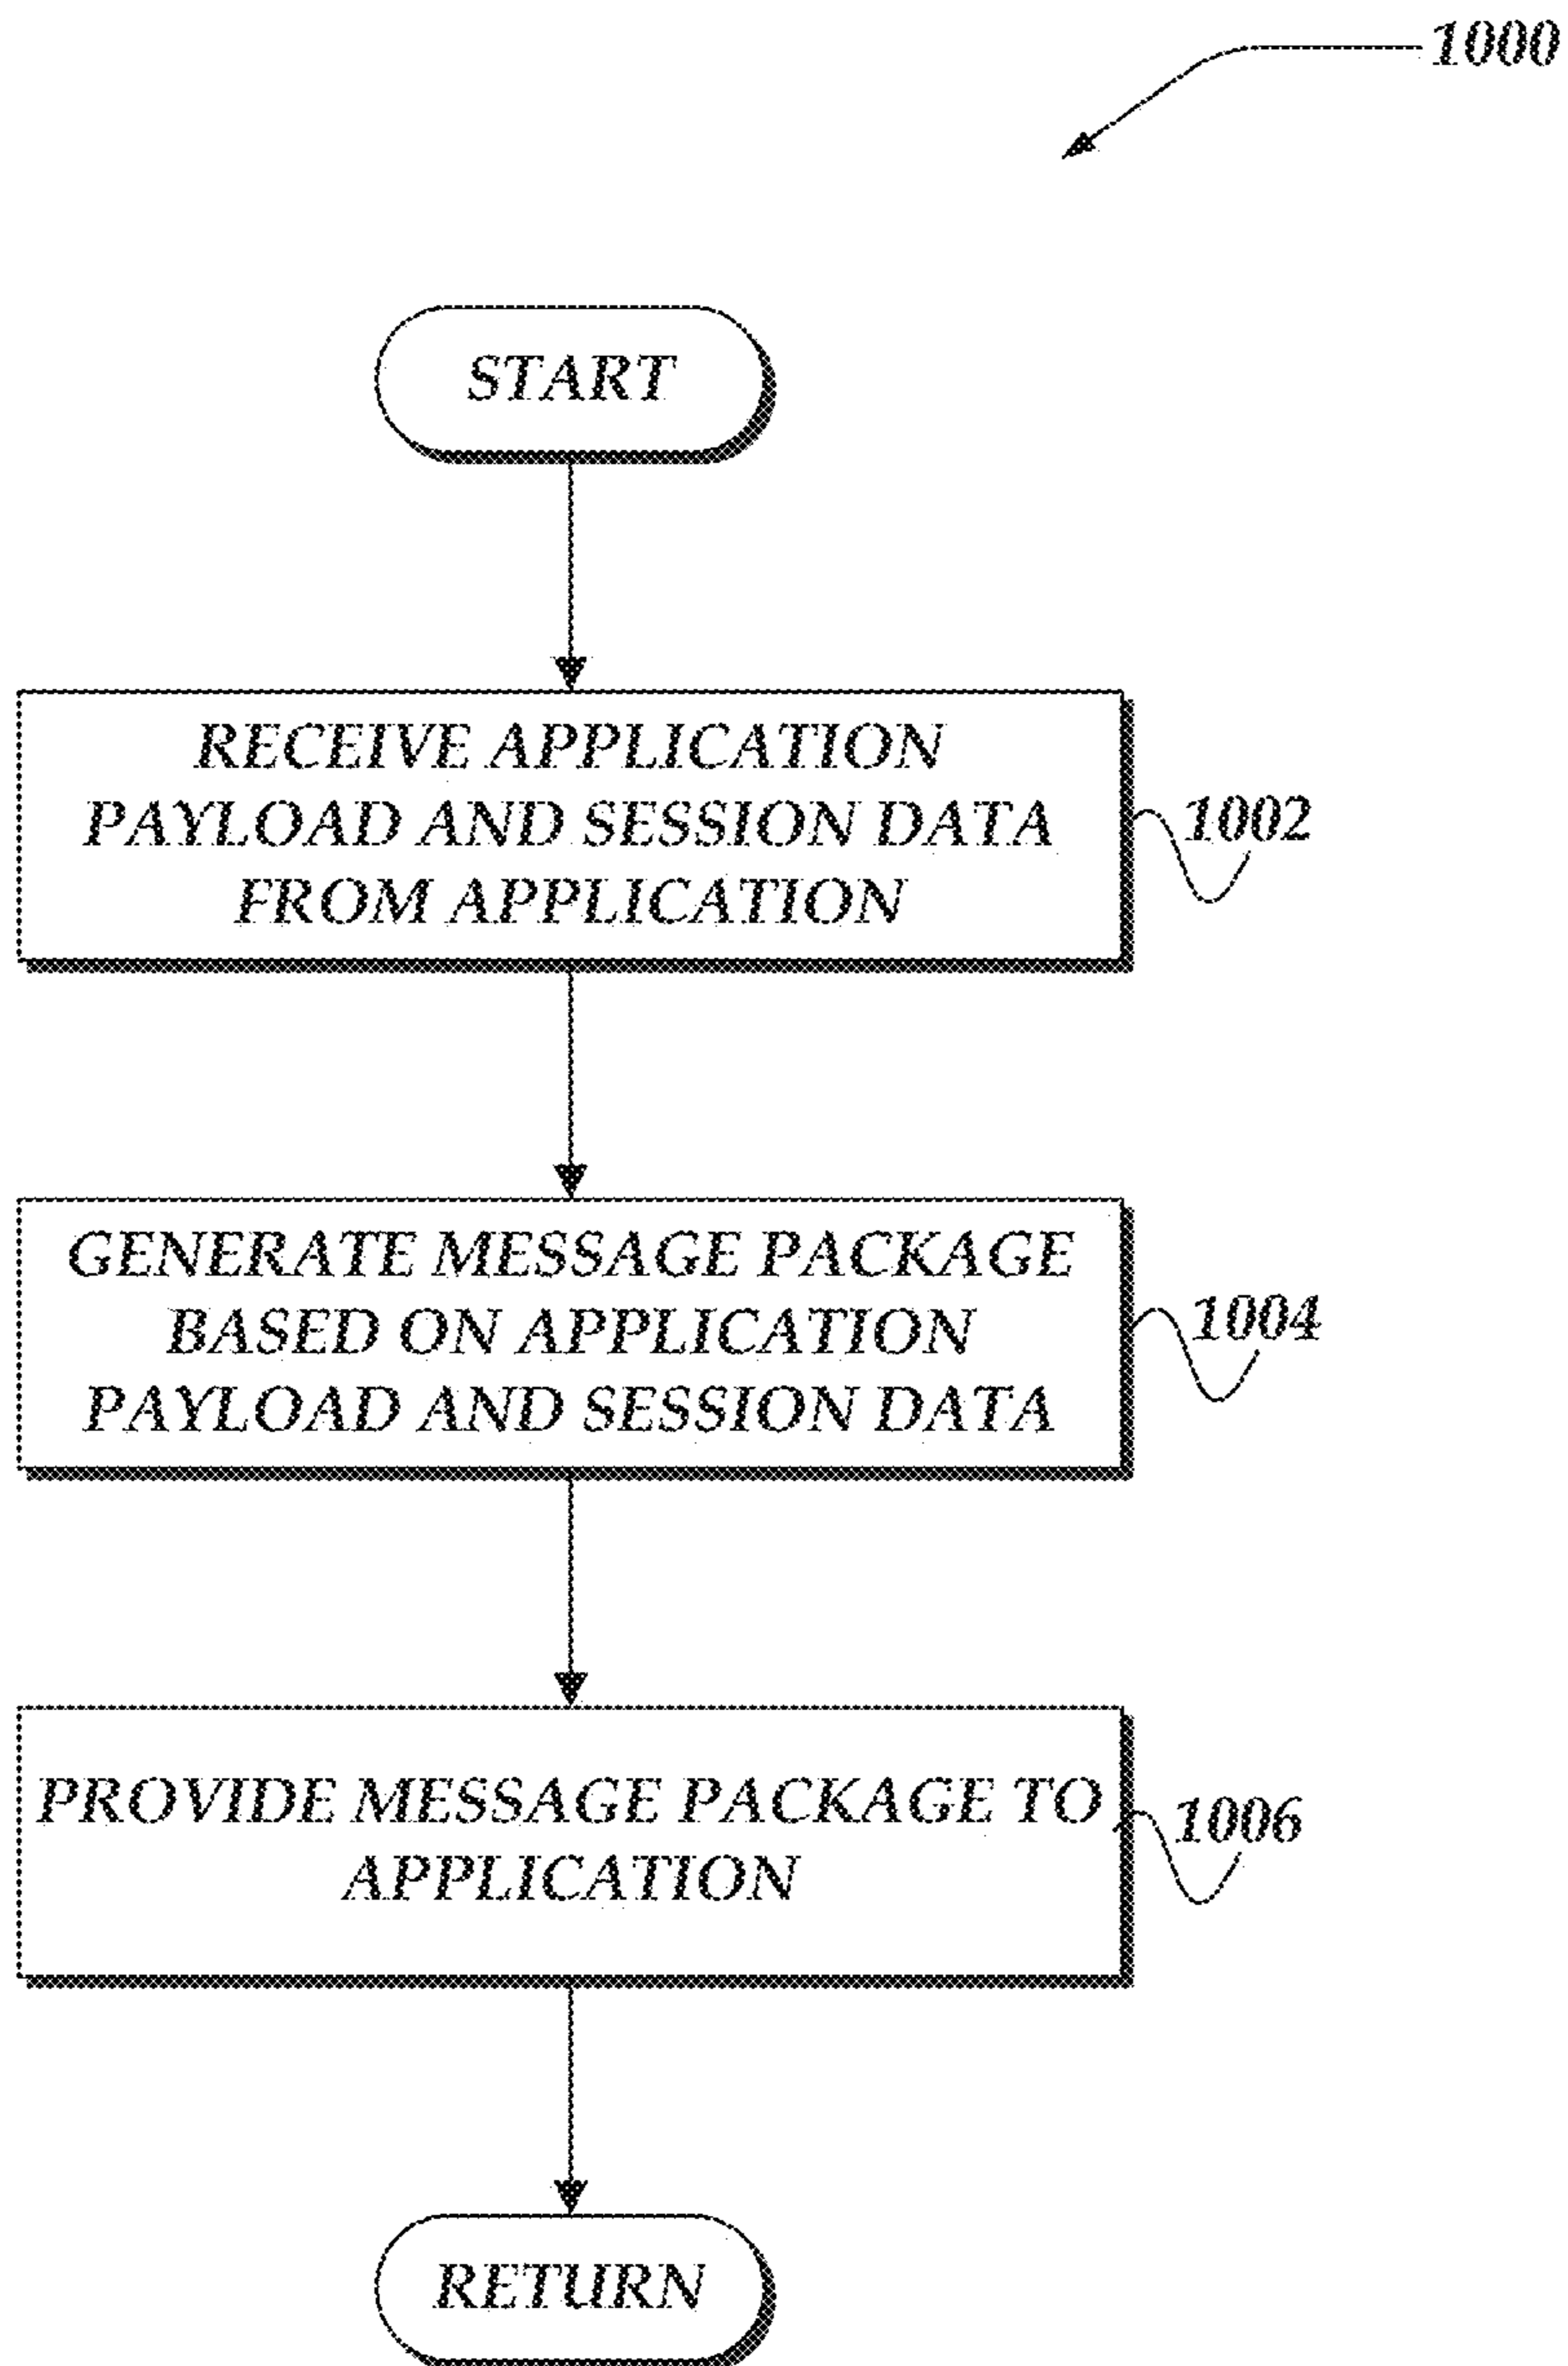 1000
START
RECEIVE APPLICATION
PAYLOAD AND SESSION DATA
FROM APPLICATION
1002
GENERATE MESSAGE PACKAGE
BASED ON APPLICATION
PAYLOAD AND SESSION DATA
1004
PROVIDE MESSAGE PACKAGE TO
APPLICATION
1006
RETURN